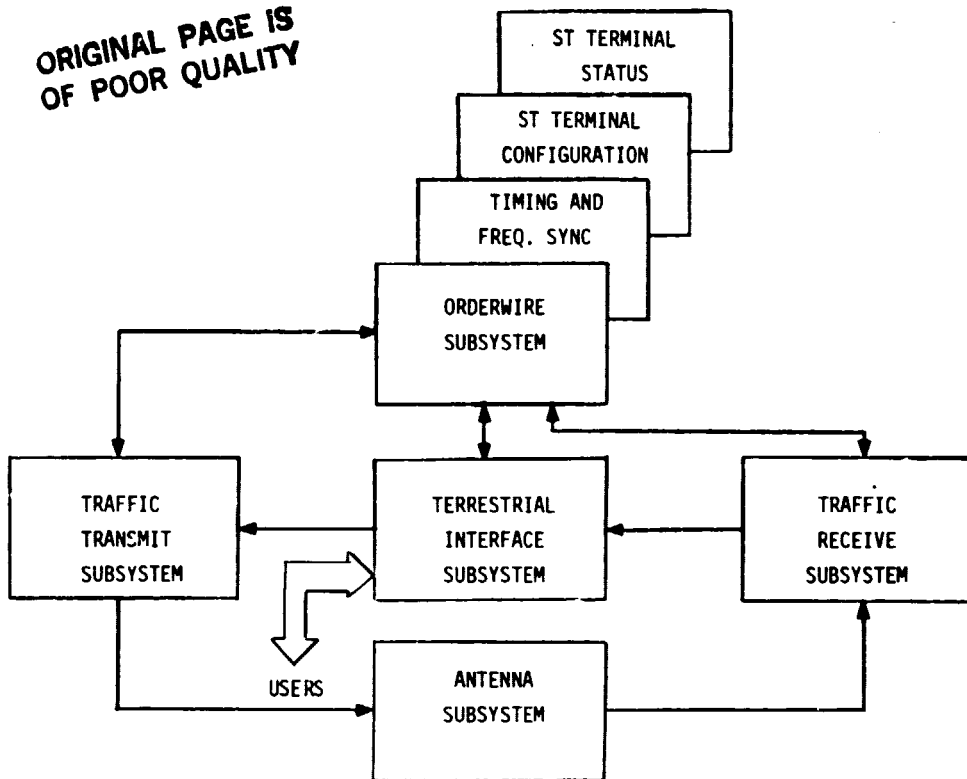 ORIGINAL PAGE IS
OF POOR QUALITY
ST TERMINAL
STATUS
ST TERMINAL
CONFIGURATION
TIMING AND
FREQ. SYNC
ORDERWIRE
SUBSYSTEM
TRAFFIC
TRANSMIT
SUBSYSTEM
TERRESTRIAL
INTERFACE
SUBSYSTEM
TRAFFIC
RECEIVE
SUBSYSTEM
USERS
ANTENNA
SUBSYSTEM